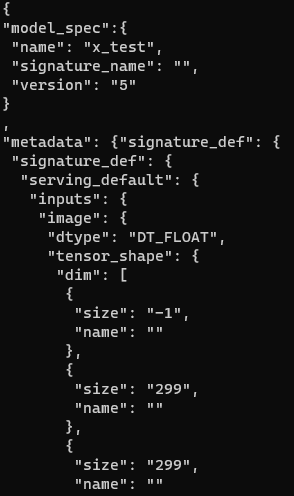 {
"model_spec":{
 "name": "x_test",
 "signature_name": "",
 "version": "5"
}
,
"metadata": {"signature_def": {
 "signature_def": {
  "serving_default": {
   "inputs": {
    "image": {
     "dtype": "DT_FLOAT",
     "tensor_shape": {
      "dim": [
       {
        "size": "-1",
        "name": ""
       },
       {
        "size": "299",
        "name": ""
       },
       {
        "size": "299",
        "name": ""